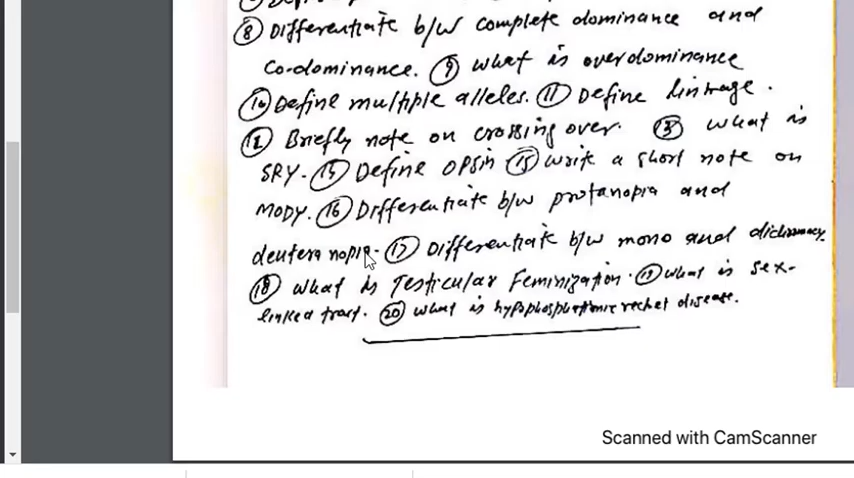 ⑧ Differentiate b/w complete dominance and
Co-dominance. ⑨ What is overdominance
⑩ Define multiple alleles. ⑪ Define linkage.
⑫ Briefly note on crossing over. ⑬ What is
SRY. ⑮ Define opsin ⑮ Write a short note on
MODY. ⑯ Differentiate b/w protanopia and
deuteranopia. ⑰ Differentiate b/w mono and dichromacy.
⑱ What is Testicular Feminization. ⑲ What is sex-
linked trait. ⑳ What is hypophosphatemic rechet disease.
Scanned with CamScanner